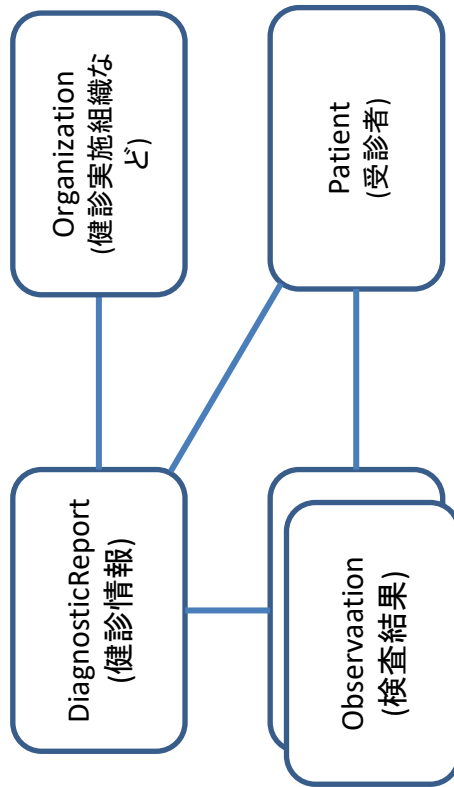 DiagnosticReport
(健診情報)
Organization
(健診実施組織な
ど)
Observaation
(検査結果)
Patient
(受診者)